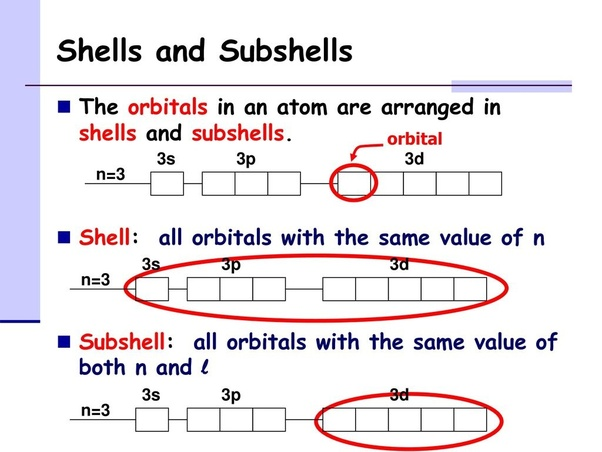 Shells and Subshells
The orbitals in an atom are arranged in
shells and subshells.
orbital
3s 3p 3d
n=3
Shell: all orbitals with the same value of n
3s 3p 3d
n=3
Subshell: all orbitals with the same value of
both n and ℓ
3s 3p 3d
n=3